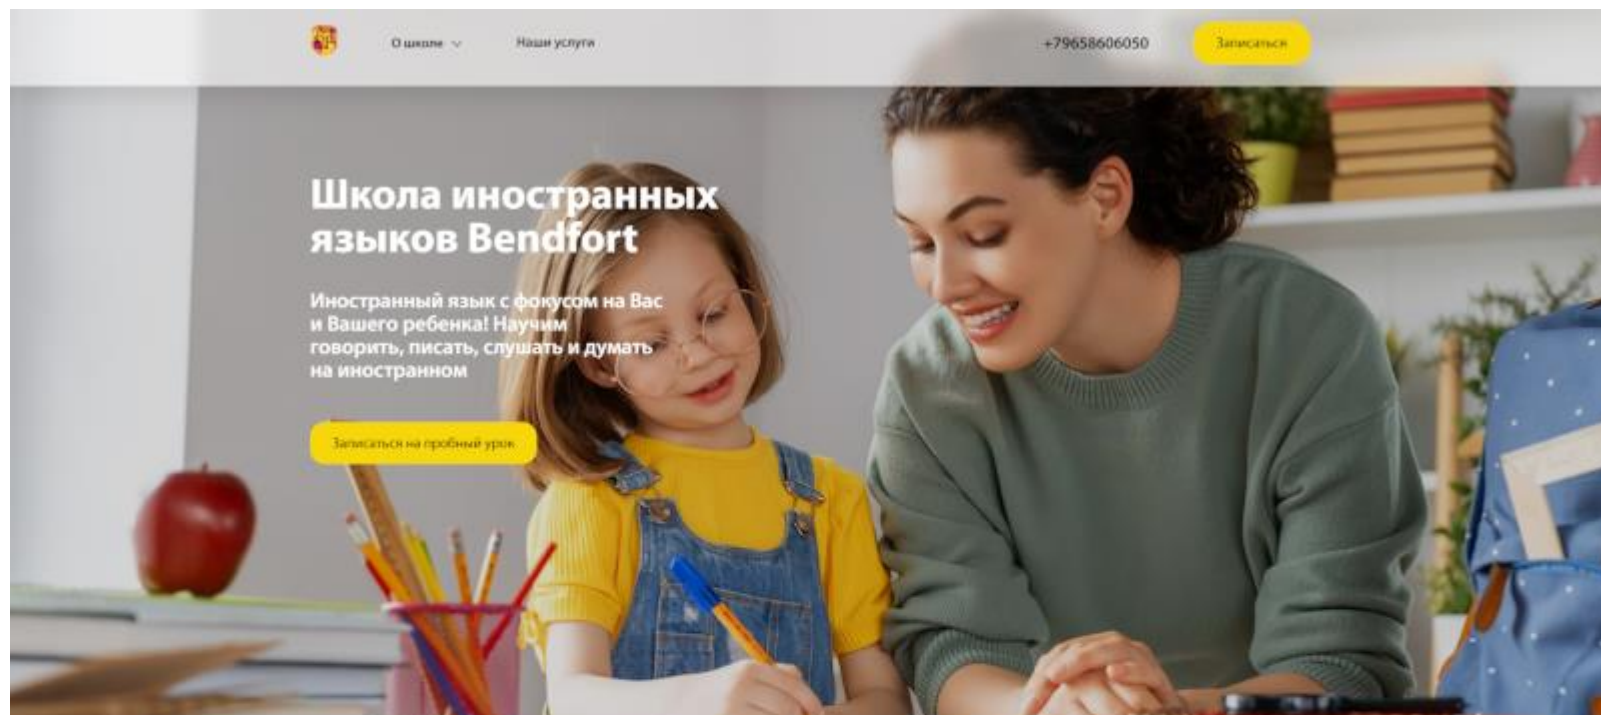 О школе
Наши услуги
+79658606050
Записаться
Школа иностранных
языков Bendfort
Иностранный язык с фокусом на Вас
и Вашего ребенка! Научим
говорить, писать, слушать и думать
на иностранном
Записаться на пробный урок